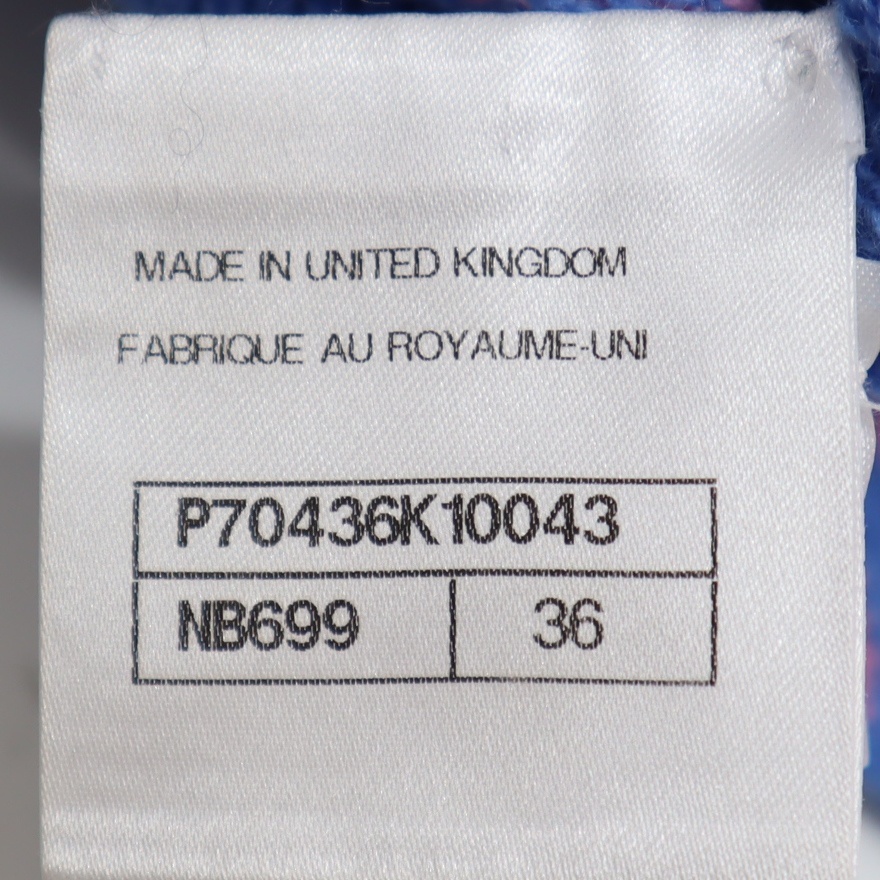 MADE IN UNITED KINGDOM
FABRIQUE AU ROYAUME-UNI
P70436K10043
NB699 36